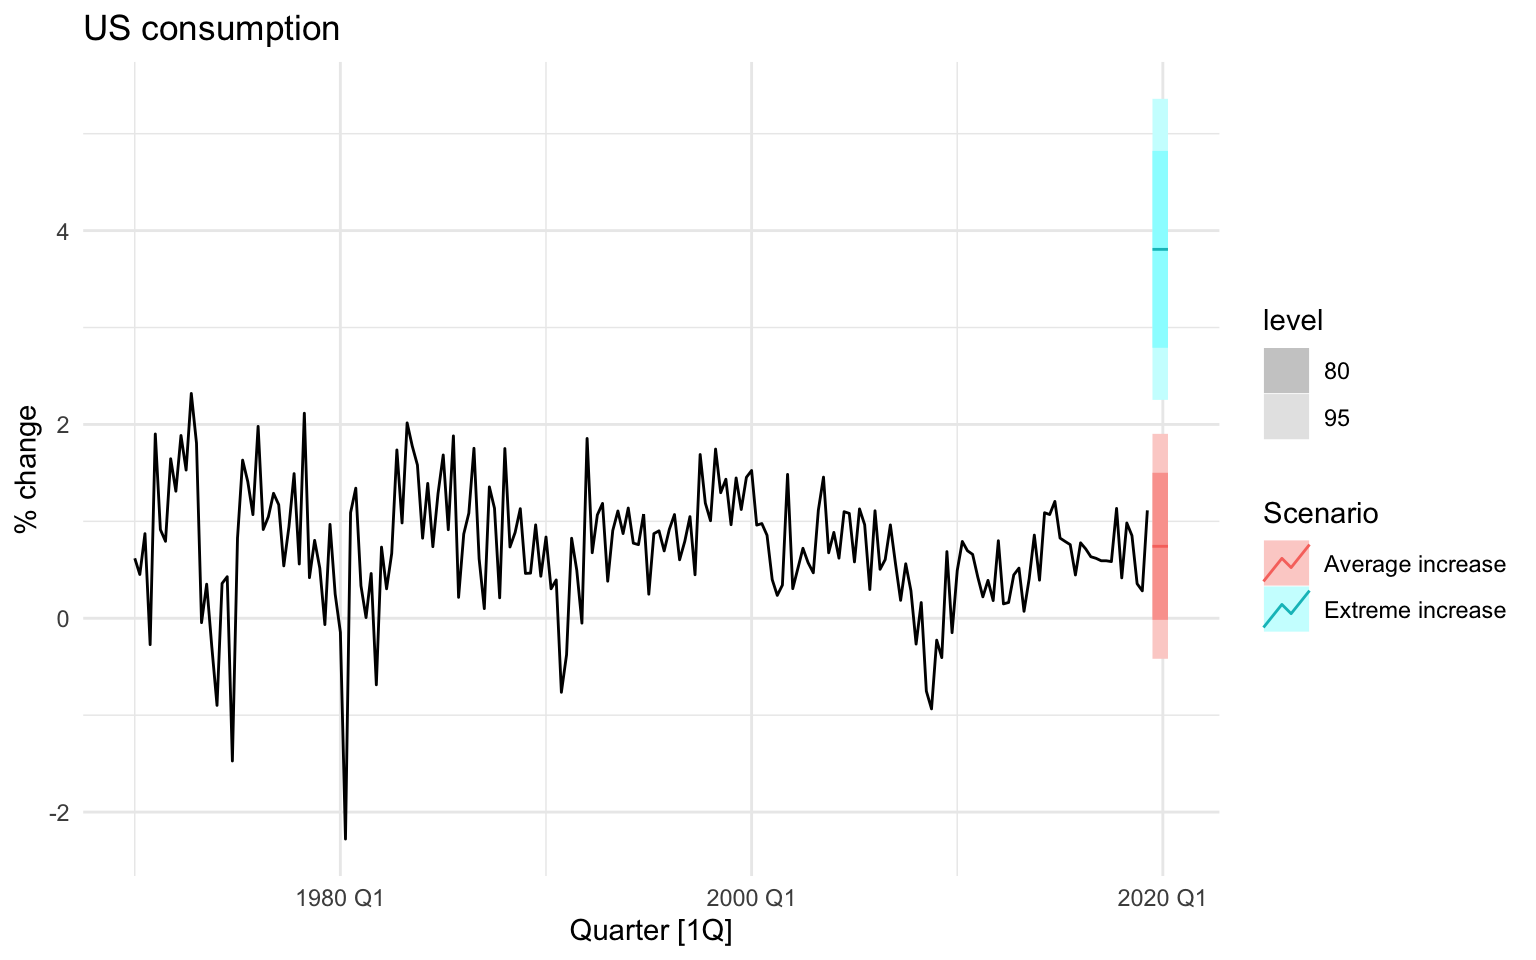 US consumption
% change
4
2
0
-2
1980 Q1
2000 Q1
2020 Q1
Quarter [1Q]
level
80
95
Scenario
Average increase
Extreme increase